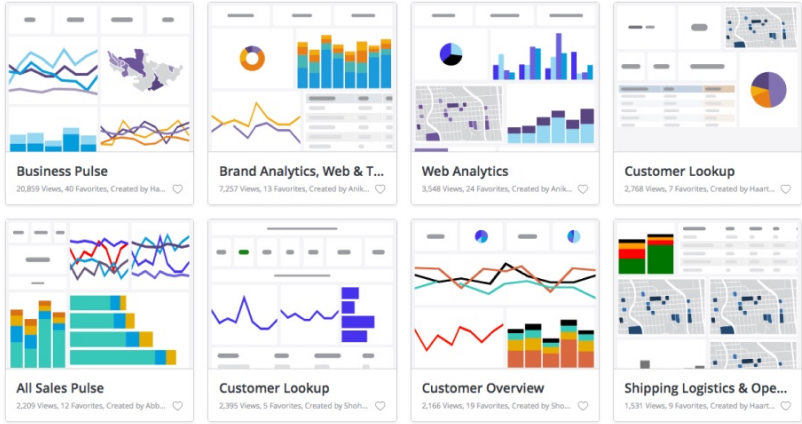 Business Pulse
20,859 Views, 40 Favorites, Created by Ha...
Brand Analytics, Web & T...
7,257 Views, 13 Favorites, Created by Anik...
Web Analytics
3,548 Views, 24 Favorites, Created by Anik...
Customer Lookup
2,768 Views, 7 Favorites, Created by Haart...
All Sales Pulse
2,209 Views, 12 Favorites, Created by Abb...
Customer Lookup
2,395 Views, 5 Favorites, Created by Shoh...
Customer Overview
2,166 Views, 19 Favorites, Created by Sho...
Shipping Logistics & Ope...
1,531 Views, 9 Favorites, Created by Haart...